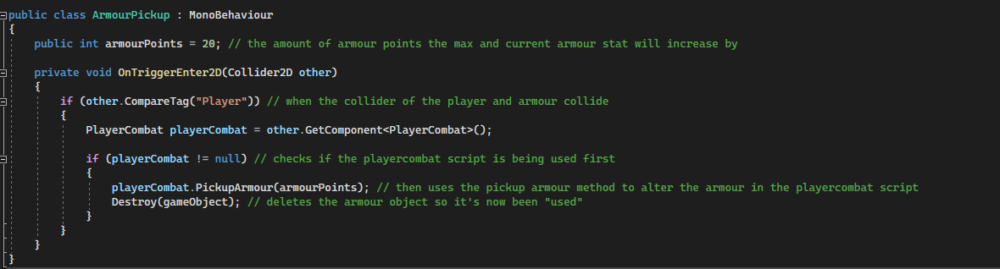 public class ArmourPickup : MonoBehaviour
{
    public int armourPoints = 20; // the amount of armour points the max and current armour stat will increase by

    private void OnTriggerEnter2D(Collider2D other)
    {
        if (other.CompareTag("Player")) // when the collider of the player and armour collide
        {
            PlayerCombat playerCombat = other.GetComponent<PlayerCombat>();

            if (playerCombat != null) // checks if the playercombat script is being used first
            {
                playerCombat.PickupArmour(armourPoints); // then uses the pickup armour method to alter the armour in the playercombat script
                Destroy(gameObject); // deletes the armour object so it's now been "used"
            }
        }
    }
}